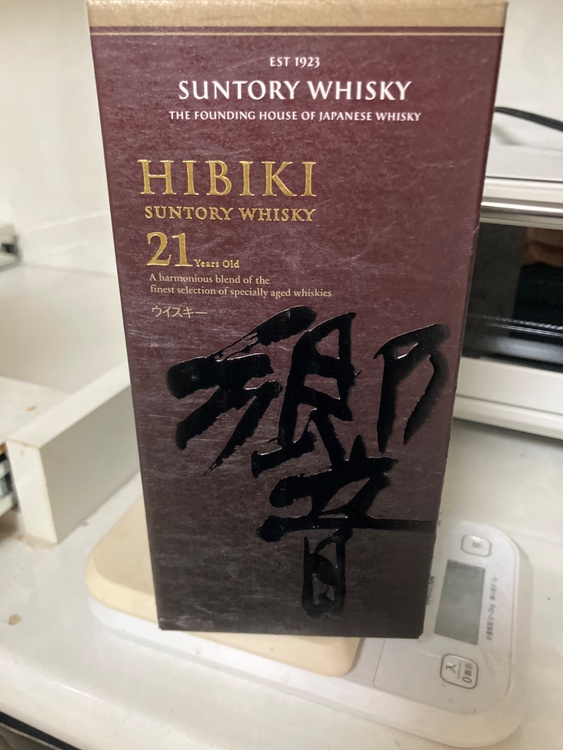 EST 1923
SUNTORY WHISKY
THE FOUNDING HOUSE OF JAPANESE WHISKY
HIBIKI
SUNTORY WHISKY
21 Years Old
A harmonious blend of the
finest selection of specially aged whiskies
ウイスキー
響